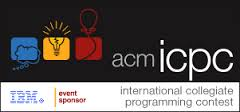 acm icpc
IBM.
event
sponsor
international collegiate
programming contest